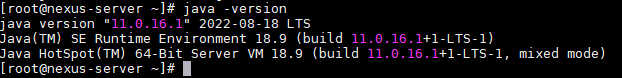 [root@nexus-server ~]# java -version
java version "11.0.16.1" 2022-08-18 LTS
Java(TM) SE Runtime Environment 18.9 (build 11.0.16.1+1-LTS-1)
Java HotSpot(TM) 64-Bit Server VM 18.9 (build 11.0.16.1+1-LTS-1, mixed mode)
[root@nexus-server ~]#